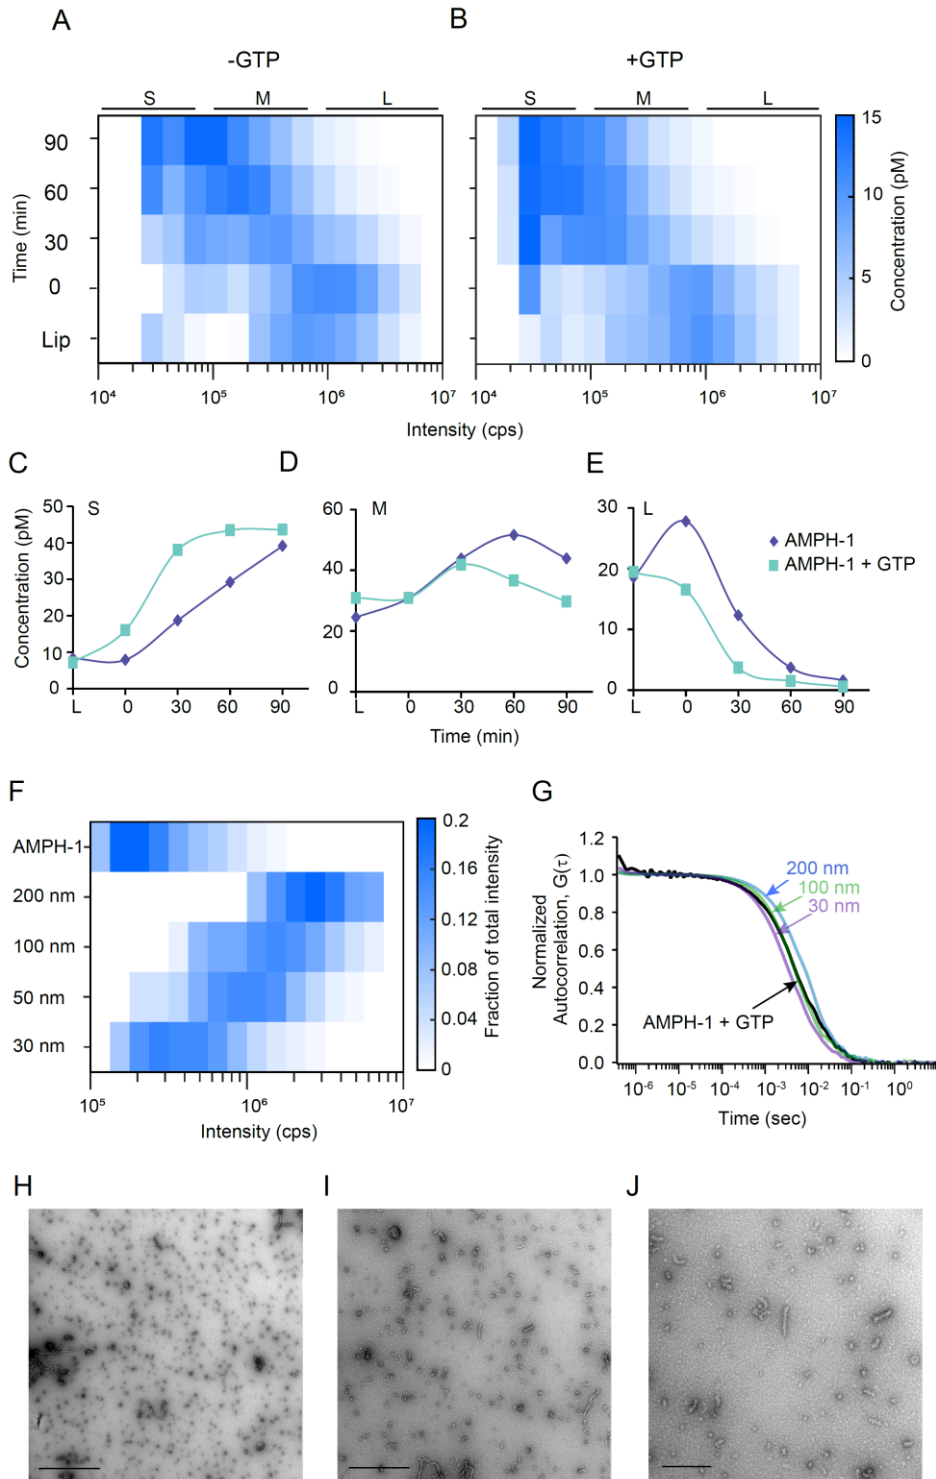 A
B
-GTP
+GTP
S M L
S M L
Time (min)
90
60
30
0
Lip
10⁴ 10⁵ 10⁶ 10⁷
10⁴ 10⁵ 10⁶ 10⁷
Intensity (cps)
15
10
5
0
Concentration (pM)
C
D
E
Concentration (pM)
50
40
30
20
10
0
S
L 0 30 60 90
60
40
20
0
M
L 0 30 60 90
Time (min)
30
20
10
0
L
L 0 30 60 90
AMPH-1
AMPH-1 + GTP
F
AMPH-1
200 nm
100 nm
50 nm
30 nm
10⁵ 10⁶ 10⁷
Intensity (cps)
0.2
0.16
0.12
0.08
0.04
0
Fraction of total intensity
G
Normalized
Autocorrelation, G(τ)
1.2
1.0
0.8
0.6
0.4
0.2
0.0
200 nm
100 nm
30 nm
AMPH-1 + GTP
10⁻⁶ 10⁻⁵ 10⁻⁴ 10⁻³ 10⁻² 10⁻¹ 10⁰
Time (sec)
H
I
J